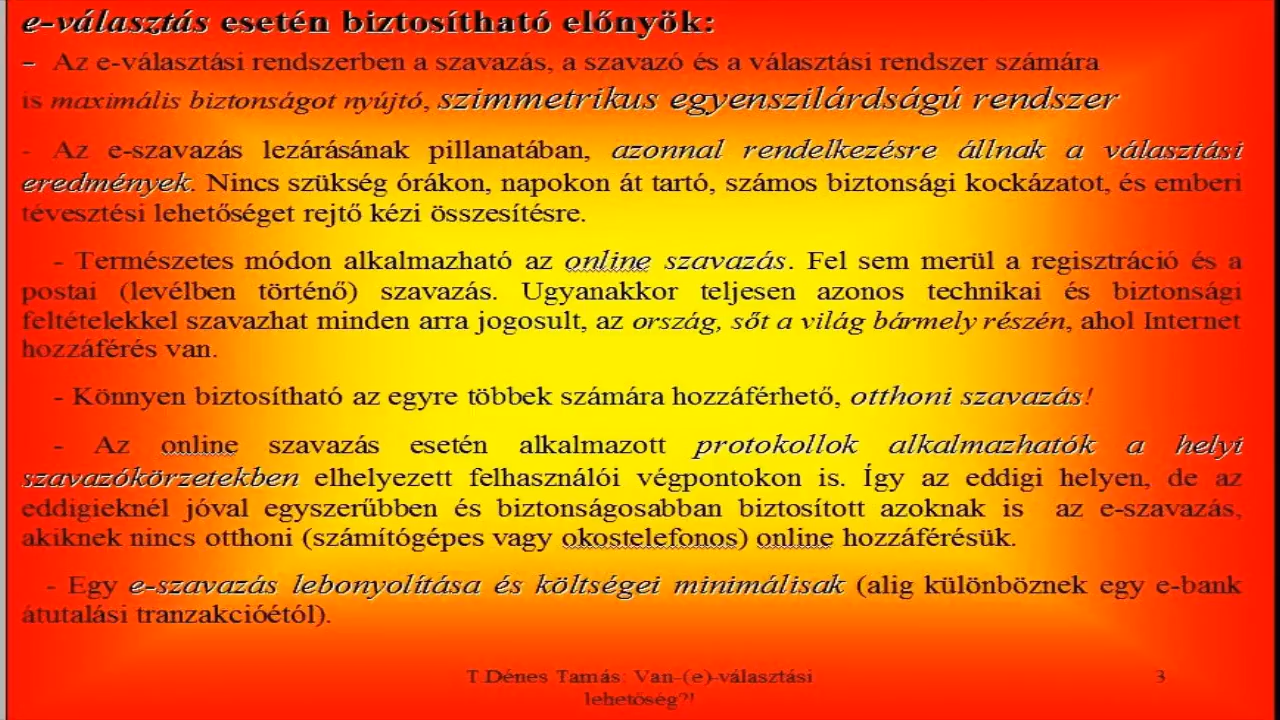 e-választás esetén biztosítható előnyök:
- Az e-választási rendszerben a szavazás, a szavazó és a választási rendszer számára
is maximális biztonságot nyújtó, szimmetrikus egyenszilárdságú rendszer
- Az e-szavazás lezárásának pillanatában, azonnal rendelkezésre állnak a választási
eredmények. Nincs szükség órákon, napokon át tartó, számos biztonsági kockázatot, és emberi
tévesztési lehetőséget rejtő kézi összesítésre.
- Természetes módon alkalmazható az online szavazás. Fel sem merül a regisztráció és a
postai (levélben történő) szavazás. Ugyanakkor teljesen azonos technikai és biztonsági
feltételekkel szavazhat minden arra jogosult, az ország, sőt a világ bármely részén, ahol Internet
hozzáférés van.
- Könnyen biztosítható az egyre többek számára hozzáférhető, otthoni szavazás!
- Az online szavazás esetén alkalmazott protokollok alkalmazhatók a helyi
szavazókörzetekben elhelyezett felhasználói végpontokon is. Így az eddigi helyen, de az
eddigieknél jóval egyszerűbben és biztonságosabban biztosított azoknak is az e-szavazás,
akiknek nincs otthoni (számítógépes vagy okostelefonos) online hozzáférésük.
- Egy e-szavazás lebonyolítása és költségei minimálisak (alig különböznek egy e-bank
átutalási tranzakcióétól).
T.Dénes Tamás: Van-(e)-választási
lehetőség?!
3